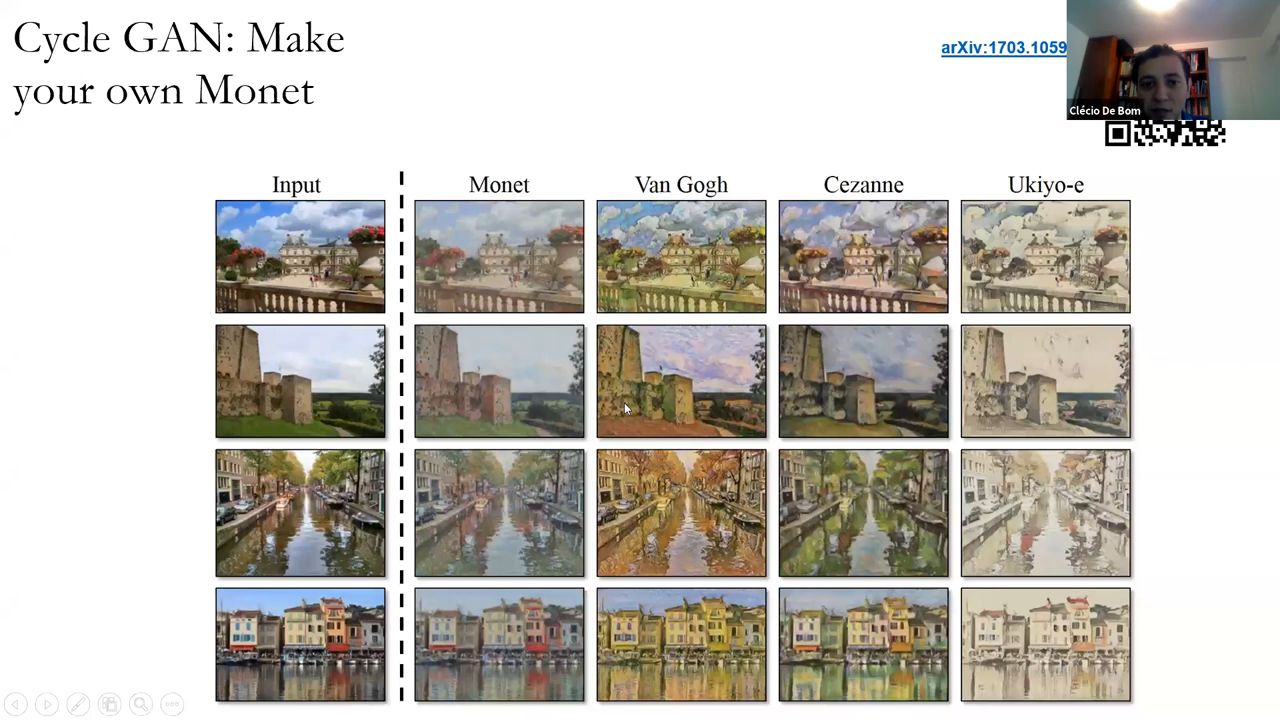 Cycle GAN: Make
your own Monet
arXiv:1703.1059
Clécio De Bom
Input
Monet
Van Gogh
Cezanne
Ukiyo-e